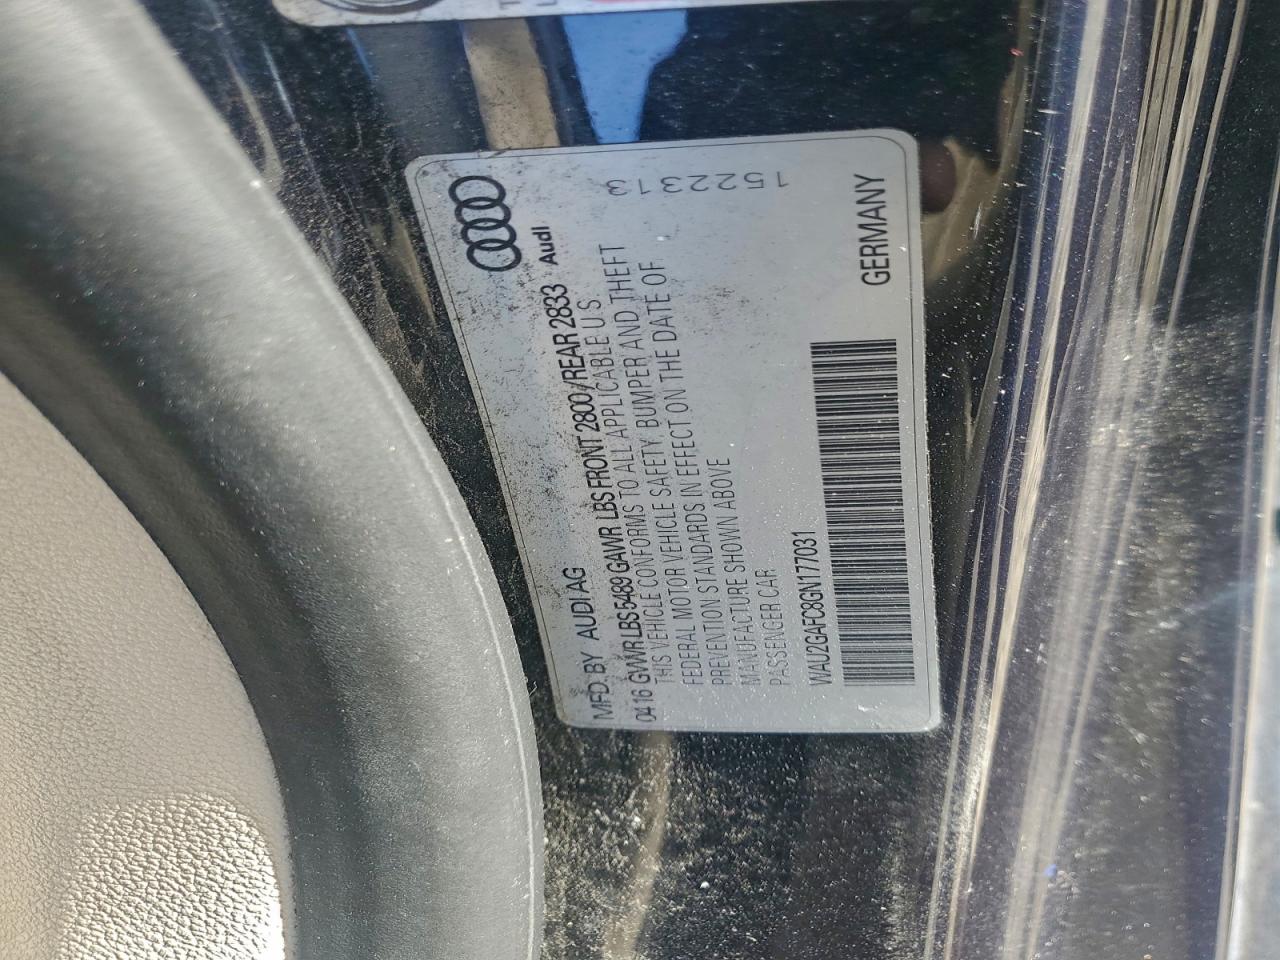 Audi
1522313
MFD. BY AUDI AG
04 16 GVWR LBS 5489 GAWR LBS FRONT 2800/REAR 2833
THIS VEHICLE CONFORMS TO ALL APPLICABLE U S
FEDERAL MOTOR VEHICLE SAFETY BUMPER AND THEFT
PREVENTION STANDARDS IN EFFECT ON THE DATE OF
MANUFACTURE SHOWN ABOVE
PASSENGER CAR
WAU2GAFC8GN177031
GERMANY